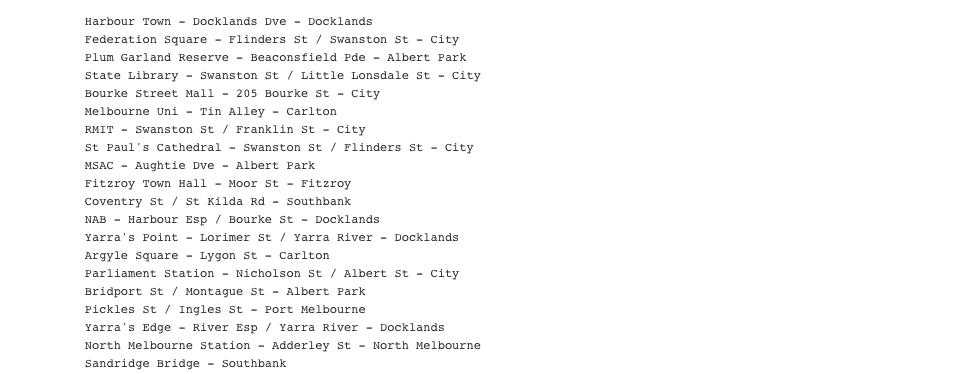 Harbour Town - Docklands Dve - Docklands
Federation Square - Flinders St / Swanston St - City
Plum Garland Reserve - Beaconsfield Pde - Albert Park
State Library - Swanston St / Little Lonsdale St - City
Bourke Street Mall - 205 Bourke St - City
Melbourne Uni - Tin Alley - Carlton
RMIT - Swanston St / Franklin St - City
St Paul's Cathedral - Swanston St / Flinders St - City
MSAC - Aughtie Dve - Albert Park
Fitzroy Town Hall - Moor St - Fitzroy
Coventry St / St Kilda Rd - Southbank
NAB - Harbour Esp / Bourke St - Docklands
Yarra's Point - Lorimer St / Yarra River - Docklands
Argyle Square - Lygon St - Carlton
Parliament Station - Nicholson St / Albert St - City
Bridport St / Montague St - Albert Park
Pickles St / Ingles St - Port Melbourne
Yarra's Edge - River Esp / Yarra River - Docklands
North Melbourne Station - Adderley St - North Melbourne
Sandridge Bridge - Southbank